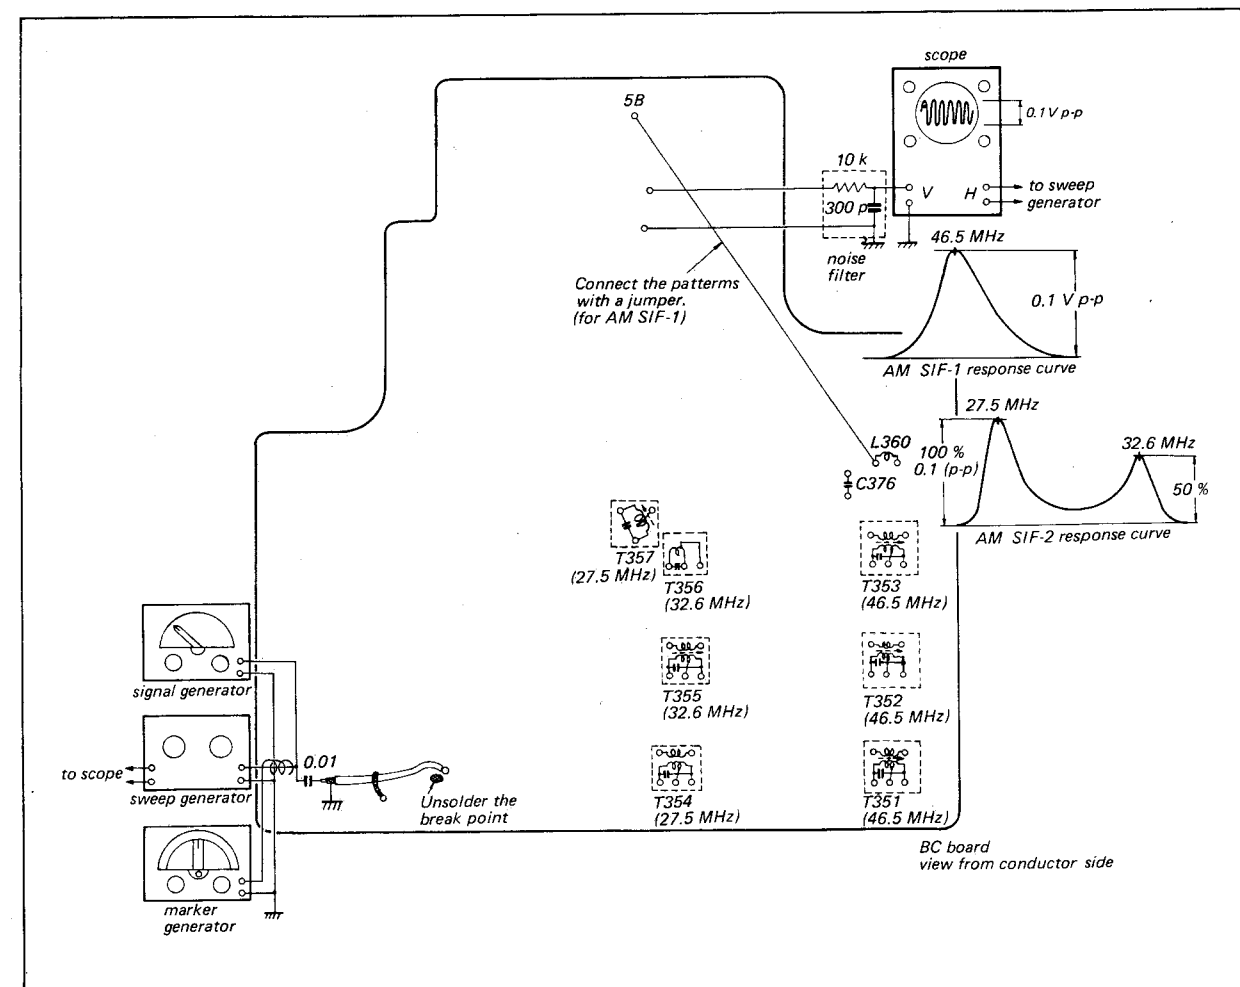 scope
5B
0.1 V p-p
10 k
V
H
to sweep
generator
300 p
noise
filter
46.5 MHz
Connect the patterms
with a jumper.
(for AM SIF-1)
0.1 V p-p
AM SIF-1 response curve
27.5 MHz
32.6 MHz
100 %
0.1 (p-p)
50 %
AM SIF-2 response curve
L360
C376
T357
(27.5 MHz)
T356
(32.6 MHz)
T353
(46.5 MHz)
T355
(32.6 MHz)
T352
(46.5 MHz)
T354
(27.5 MHz)
T351
(46.5 MHz)
signal generator
to scope
sweep generator
0.01
Unsolder the
break point
marker
generator
BC board
view from conductor side